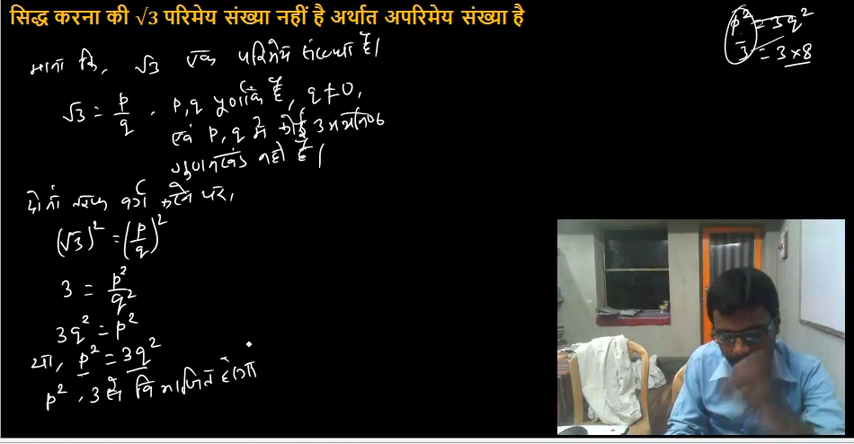 सिद्ध करना की √3 परिमेय संख्या नहीं है अर्थात अपरिमेय संख्या है
माना कि, √3 एक परिमेय संख्या है।
√3 = p/q . p,q पूर्णांक है, q ≠ 0,
एवं p, q में कोई उभयनिष्ठ
गुणनखंड नहीं है।
दोनों तरफ वर्ग करने पर,
(√3)² = (p/q)²
3 = p²/q²
3q² = p²
या, p² = 3q²
p², 3 से विभाजित होगा
p² = 3q²
3 = 3×8